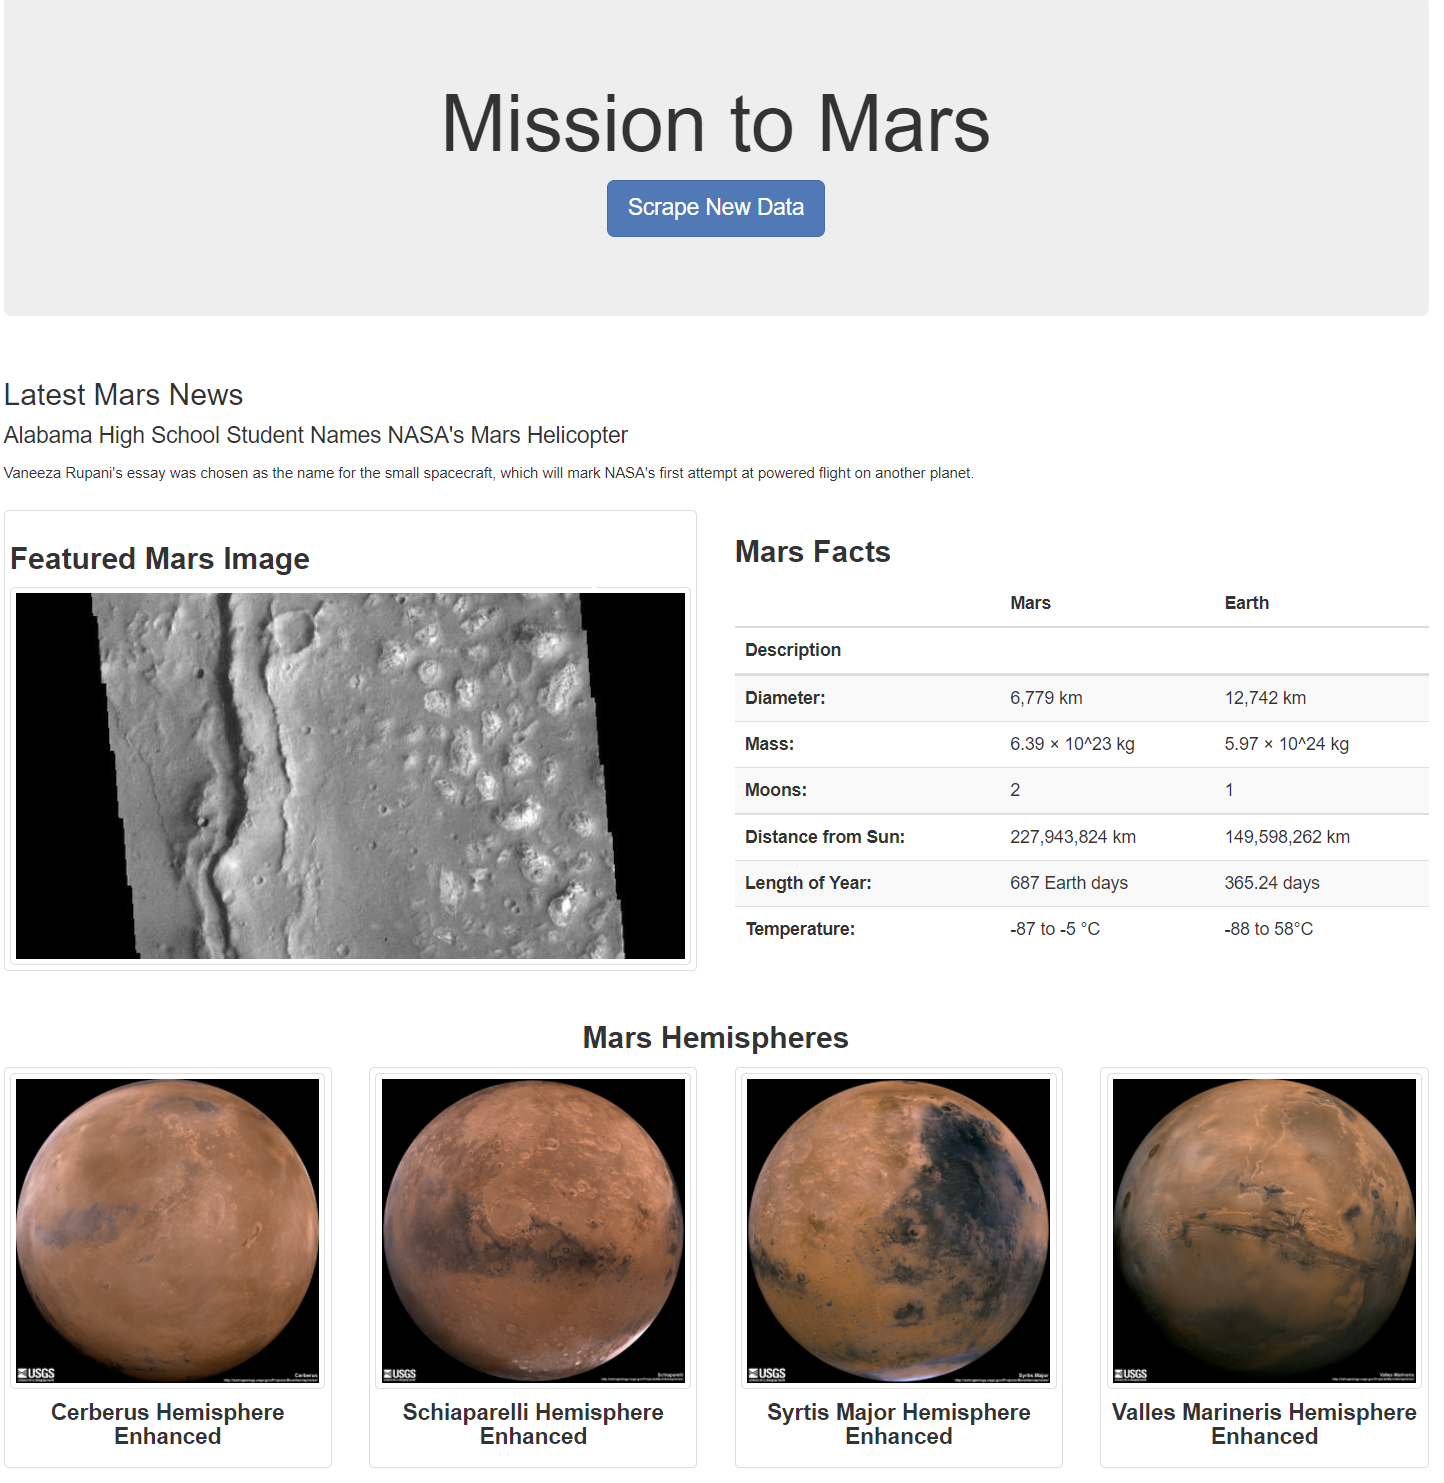 Mission to Mars
Scrape New Data
Latest Mars News
Alabama High School Student Names NASA's Mars Helicopter
Vaneeza Rupani's essay was chosen as the name for the small spacecraft, which will mark NASA's first attempt at powered flight on another planet.
Featured Mars Image
Mars Facts
Mars Earth
Description
Diameter: 6,779 km 12,742 km
Mass: 6.39 × 10^23 kg 5.97 × 10^24 kg
Moons: 2 1
Distance from Sun: 227,943,824 km 149,598,262 km
Length of Year: 687 Earth days 365.24 days
Temperature: -87 to -5 °C -88 to 58°C
Mars Hemispheres
USGS
Cerberus
USGS
Schiaparelli
USGS
Syrtis Major
USGS
Valles Marineris
Cerberus Hemisphere
Enhanced
Schiaparelli Hemisphere
Enhanced
Syrtis Major Hemisphere
Enhanced
Valles Marineris Hemisphere
Enhanced